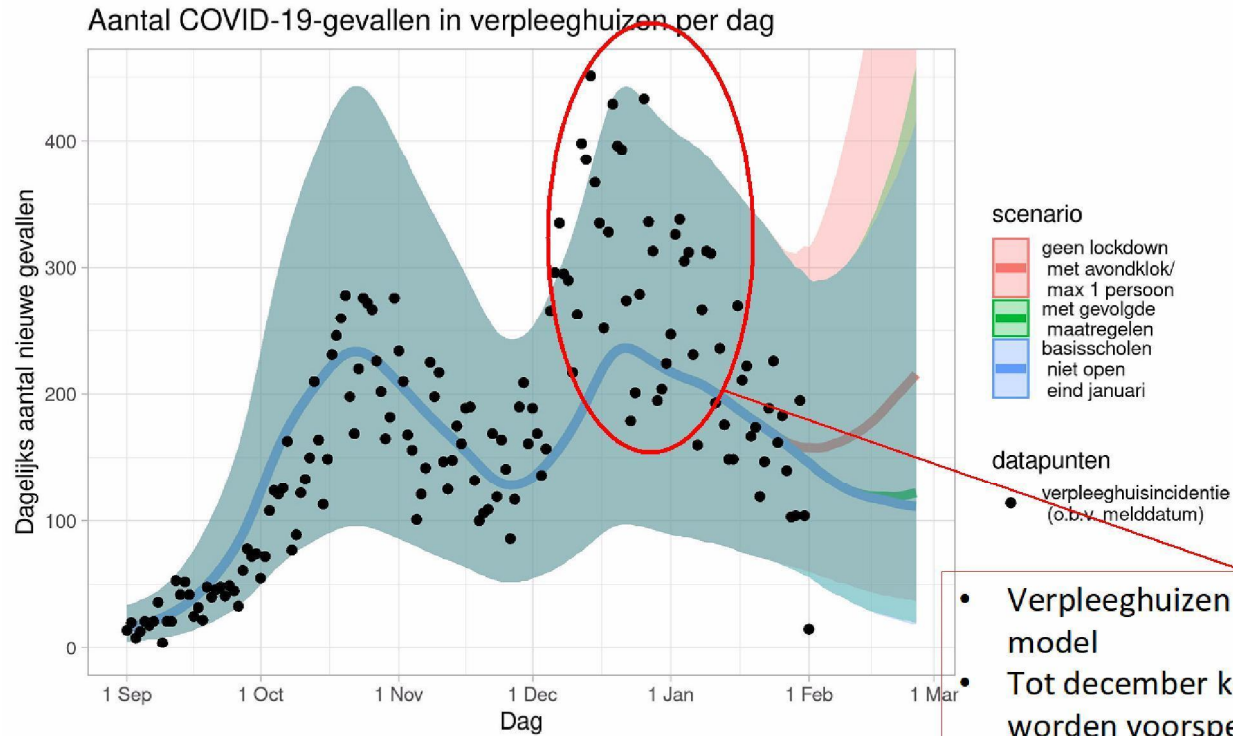 Aantal COVID-19-gevallen in verpleeghuizen per dag
Dagelijks aantal nieuwe gevallen
400
300
200
100
0
1 Sep
1 Oct
1 Nov
1 Dec
1 Jan
1 Feb
1 Mar
Dag
scenario
geen lockdown
met avondklok/
max 1 persoon
met gevolgde
maatregelen
basisscholen
niet open
eind januari
datapunten
verpleeghuisincidentie
(o.b.v. melddatum)
• Verpleeghuizen
model
• Tot december k
worden voorspe